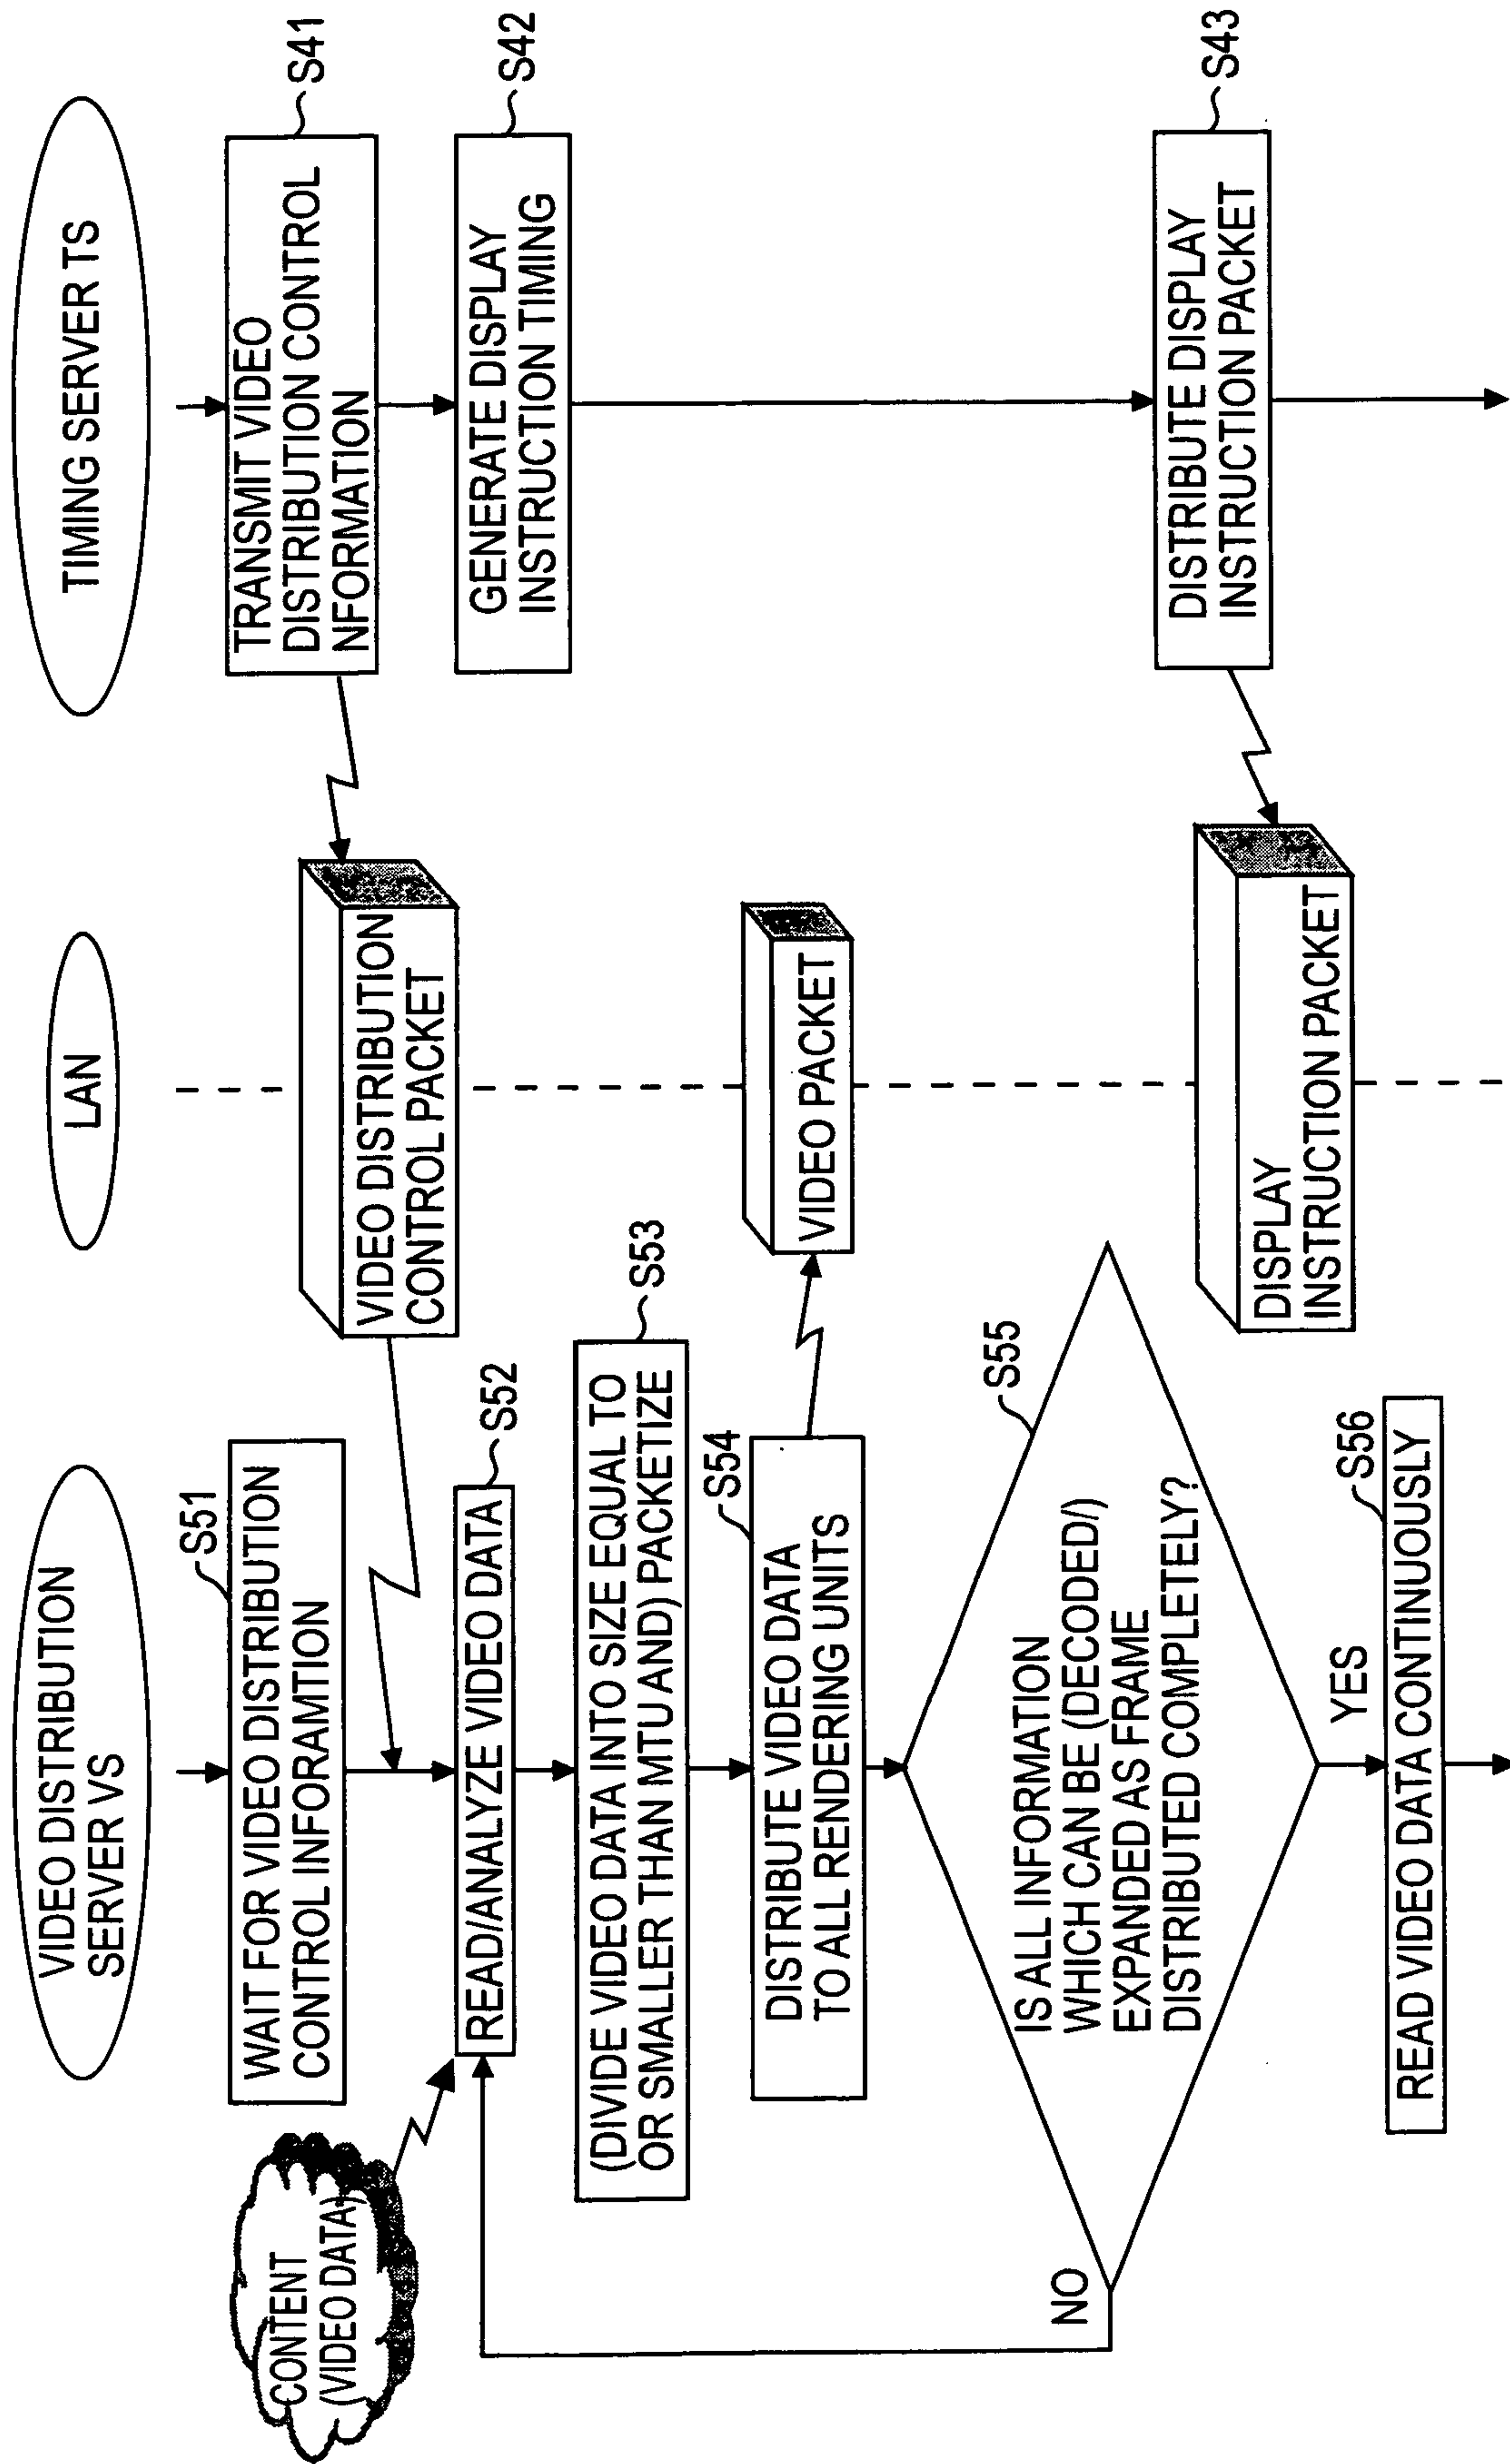 VIDEO DISTRIBUTION
SERVER VS
LAN
TIMING SERVER TS
CONTENT
(VIDEO DATA)
S51
WAIT FOR VIDEO DISTRIBUTION
CONTROL INFORAMTION
VIDEO DISTRIBUTION
CONTROL PACKET
TRANSMIT VIDEO
DISTRIBUTION CONTROL
NFORMATION
S41
READ/ANALYZE VIDEO DATA
S52
GENERATE DISPLAY
INSTRUCTION TIMING
S42
(DIVIDE VIDEO DATA INTO SIZE EQUAL TO
OR SMALLER THAN MTU AND) PACKETIZE
S53
S54
DISTRIBUTE VIDEO DATA
TO ALL RENDERING UNITS
VIDEO PACKET
S55
IS ALL INFORMATION
WHICH CAN BE (DECODED/)
EXPANDED AS FRAME
DISTRIBUTED COMPLETELY?
NO
YES
DISTRIBUTE DISPLAY
INSTRUCTION PACKET
S43
DISPLAY
INSTRUCTION PACKET
S56
READ VIDEO DATA CONTINUOUSLY